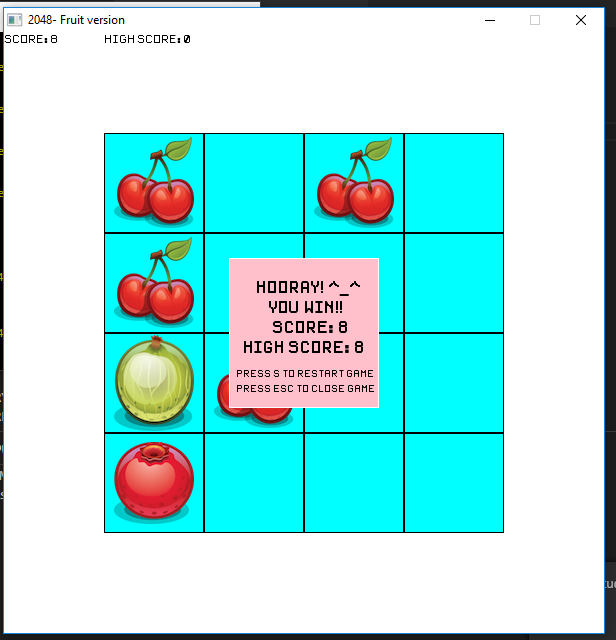 2048- Fruit version
SCORE: 8 HIGH SCORE: 0
HOORAY! ^_^
YOU WIN!!
SCORE: 8
HIGH SCORE: 8
PRESS S TO RESTART GAME
PRESS ESC TO CLOSE GAME